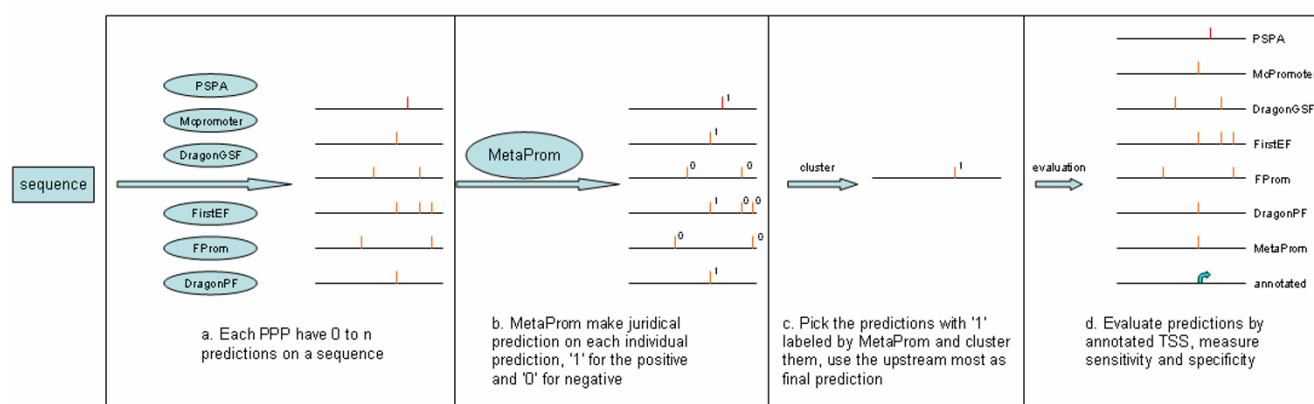 sequence
PSPA
Mcpromoter
DragonGSF
FirstEF
FProm
DragonPF
a. Each PPP have 0 to n
predictions on a sequence
MetaProm
1
1
0 0
1 0 0
0 0
1
b. MetaProm make juridical
prediction on each individual
prediction, '1' for the positive
and '0' for negative
cluster
1
c. Pick the predictions with '1'
labeled by MetaProm and cluster
them, use the upstream most as
final prediction
evaluation
PSPA
McPromoter
DragonGSF
FirstEF
FProm
DragonPF
MetaProm
annotated
d. Evaluate predictions by
annotated TSS, measure
sensitivity and specificity